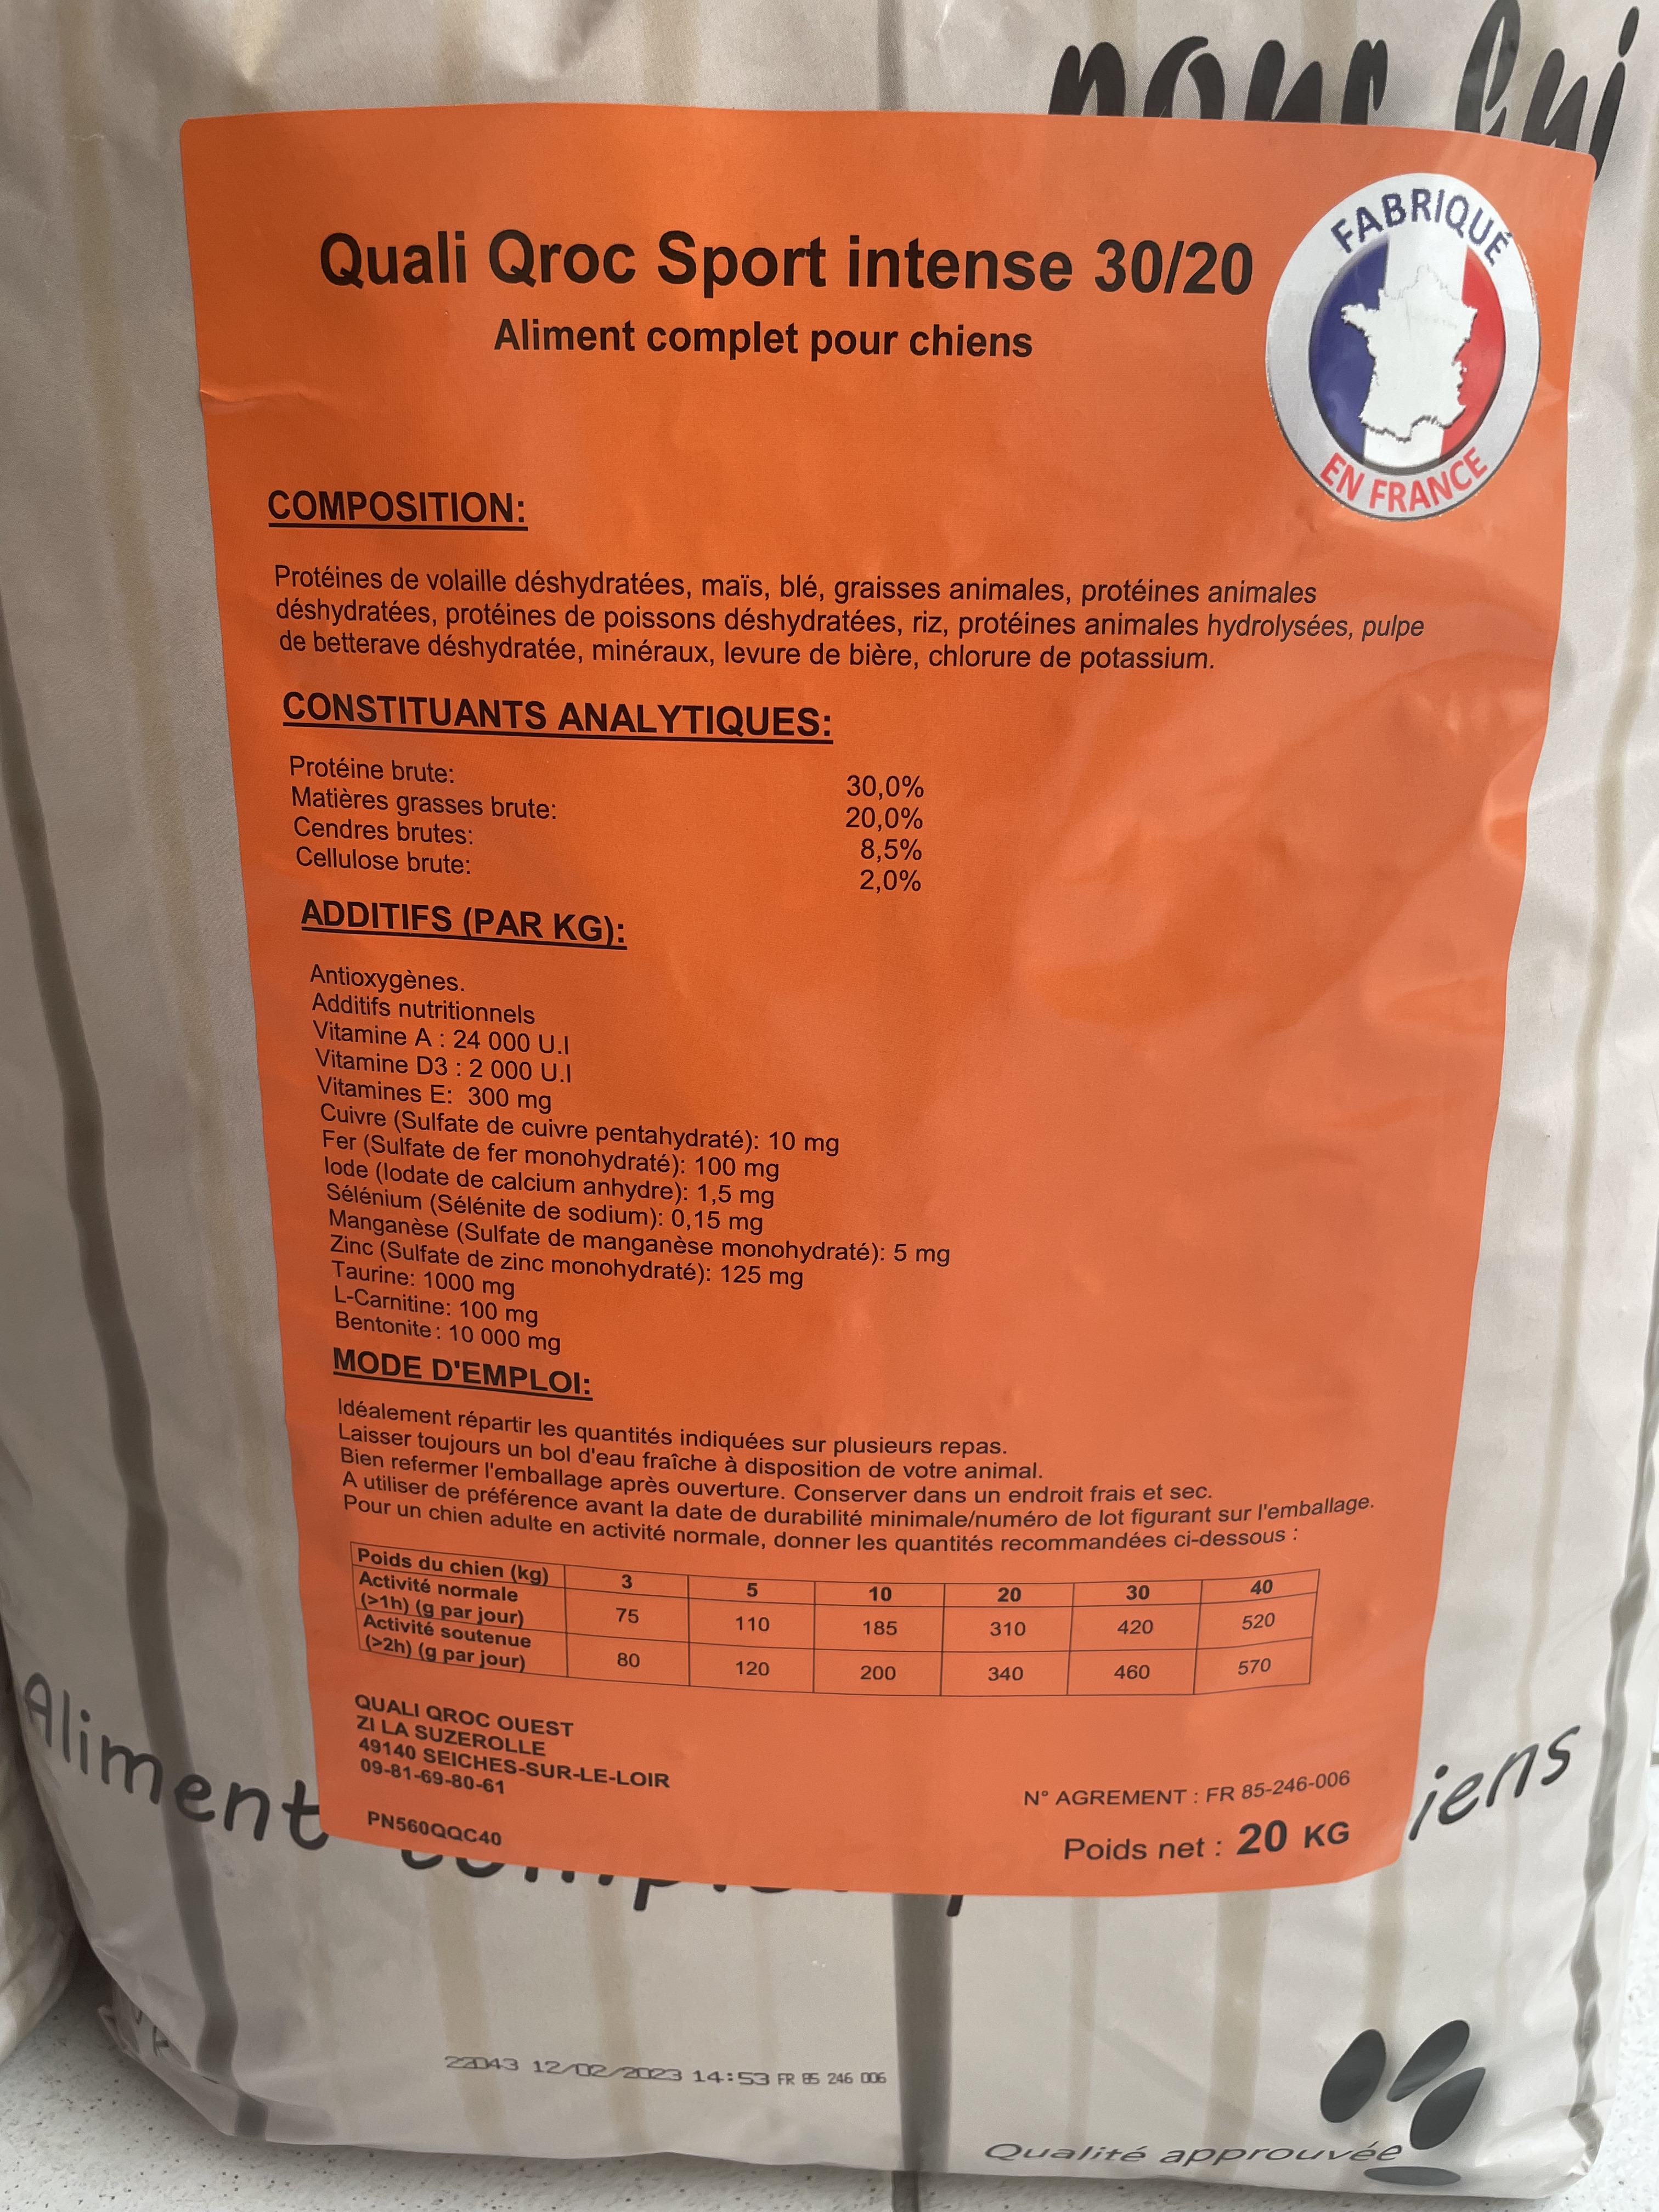 pour lui
FABRIQUÉ
EN FRANCE
Quali Qroc Sport intense 30/20
Aliment complet pour chiens
COMPOSITION:
Protéines de volaille déshydratées, maïs, blé, graisses animales, protéines animales
déshydratées, protéines de poissons déshydratées, riz, protéines animales hydrolysées, pulpe
de betterave déshydratée, minéraux, levure de bière, chlorure de potassium.
CONSTITUANTS ANALYTIQUES:
Protéine brute: 30,0%
Matières grasses brute: 20,0%
Cendres brutes: 8,5%
Cellulose brute: 2,0%
ADDITIFS (PAR KG):
Antioxygènes.
Additifs nutritionnels
Vitamine A : 24 000 U.I
Vitamine D3 : 2 000 U.I
Vitamines E: 300 mg
Cuivre (Sulfate de cuivre pentahydraté): 10 mg
Fer (Sulfate de fer monohydraté): 100 mg
Iode (Iodate de calcium anhydre): 1,5 mg
Sélénium (Sélénite de sodium): 0,15 mg
Manganèse (Sulfate de manganèse monohydraté): 5 mg
Zinc (Sulfate de zinc monohydraté): 125 mg
Taurine: 1000 mg
L-Carnitine: 100 mg
Bentonite : 10 000 mg
MODE D'EMPLOI:
Idéalement répartir les quantités indiquées sur plusieurs repas.
Laisser toujours un bol d'eau fraîche à disposition de votre animal.
Bien refermer l'emballage après ouverture. Conserver dans un endroit frais et sec.
A utiliser de préférence avant la date de durabilité minimale/numéro de lot figurant sur l'emballage.
Pour un chien adulte en activité normale, donner les quantités recommandées ci-dessous :
Poids du chien (kg) 3 5 10 20 30 40
Activité normale
(>1h) (g par jour) 75 110 185 310 420 520
Activité soutenue
(>2h) (g par jour) 80 120 200 340 460 570
QUALI QROC OUEST
ZI LA SUZEROLLE
49140 SEICHES-SUR-LE-LOIR
09-81-69-80-61
PN560QQC40
N° AGREMENT : FR 85-246-006
Poids net : 20 KG
Aliment iens
22043 12/02/2023 14:53 FR 85 246 006
Qualité approuvée